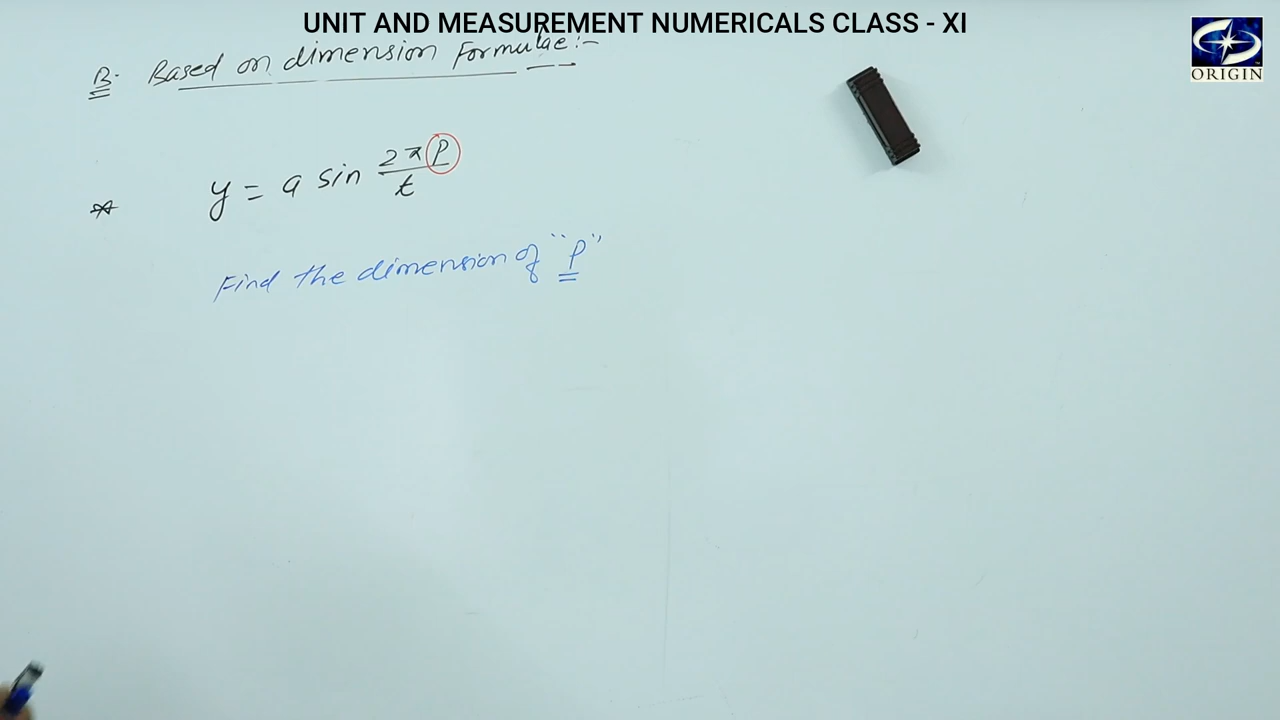 UNIT AND MEASUREMENT NUMERICALS CLASS - XI
ORIGIN
B. Based on dimension Formulae:-
* y = a sin 2πp/t
Find the dimension of "p"